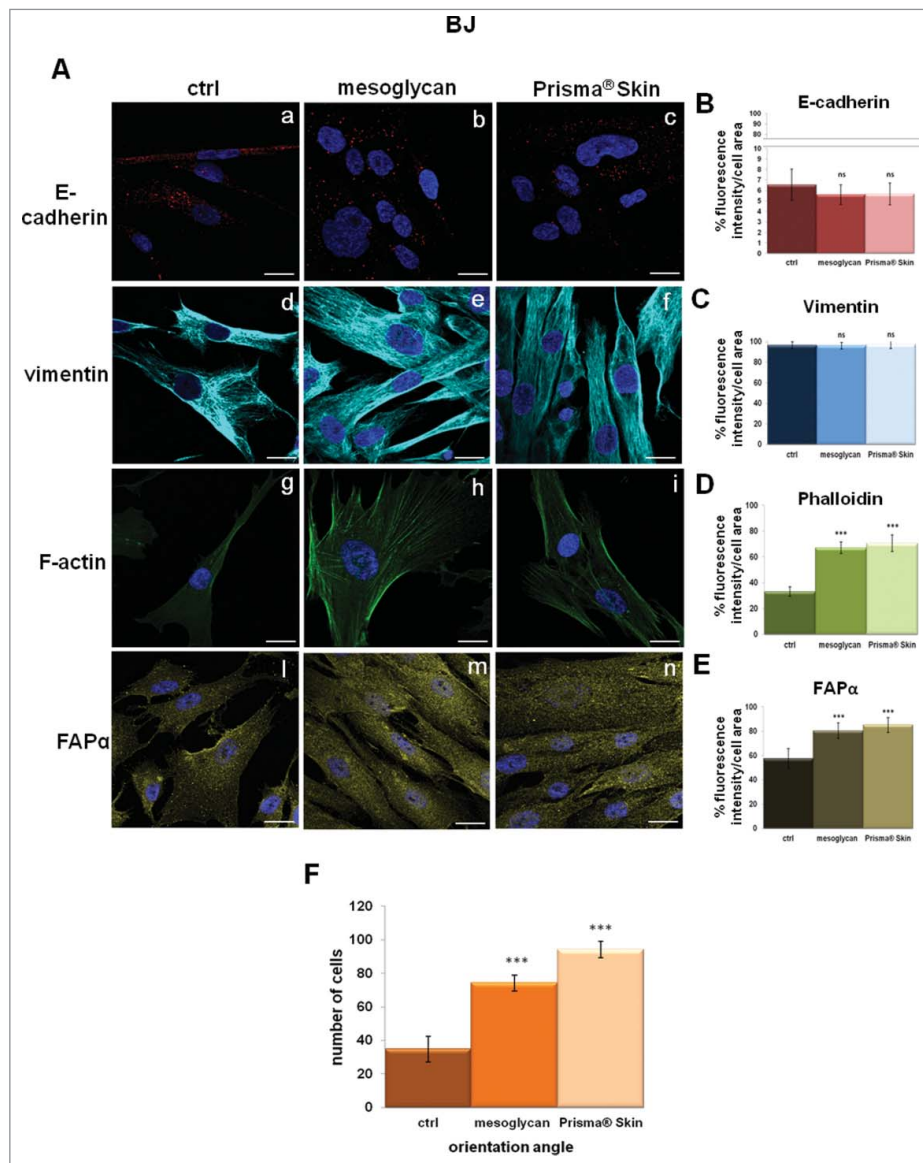 BJ
A
ctrl
mesoglycan
Prisma® Skin
E-
cadherin
a
b
c
vimentin
d
e
f
F-actin
g
h
i
FAPα
l
m
n
B
E-cadherin
% fluorescence
intensity/cell area
100
90
80
10
9
8
7
6
5
4
3
2
1
0
ns
ns
ctrl
mesoglycan
Prisma® Skin
C
Vimentin
% fluorescence
intensity/cell area
100
80
60
40
20
0
ns
ns
ctrl
mesoglycan
Prisma® Skin
D
Phalloidin
% fluorescence
intensity/cell area
100
80
60
40
20
0
***
***
ctrl
mesoglycan
Prisma® Skin
E
FAPα
% fluorescence
intensity/cell area
100
80
60
40
20
0
***
***
ctrl
mesoglycan
Prisma® Skin
F
number of cells
120
100
80
60
40
20
0
***
***
ctrl
mesoglycan
Prisma® Skin
orientation angle